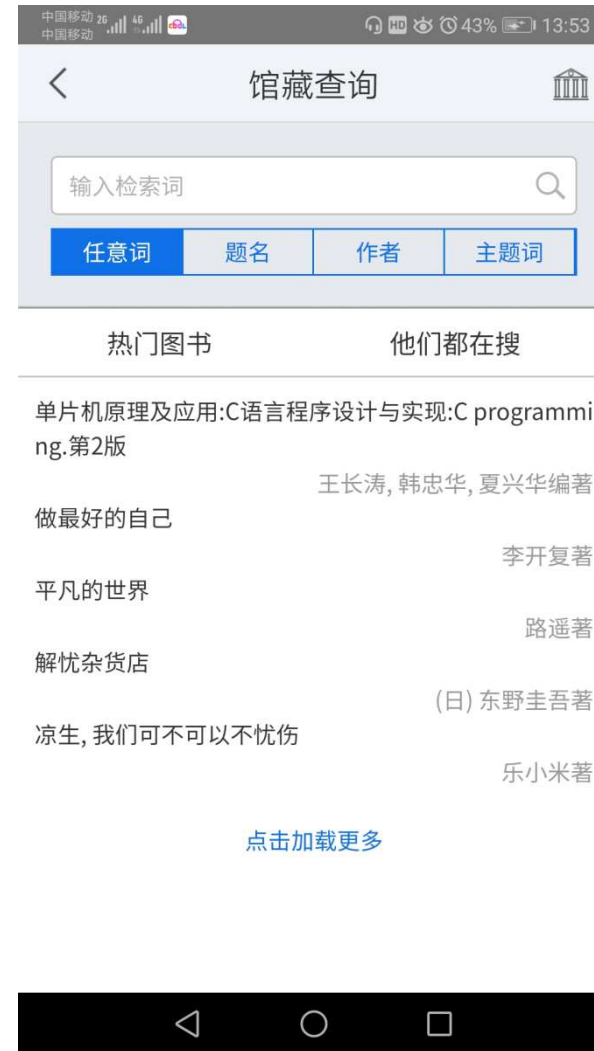 中国移动 2G 4G
中国移动 HD 43% 13:53
馆藏查询
输入检索词
任意词 题名 作者 主题词
热门图书 他们都在搜
单片机原理及应用:C语言程序设计与实现:C programmi
ng.第2版
王长涛, 韩忠华, 夏兴华编著
做最好的自己
李开复著
平凡的世界
路遥著
解忧杂货店
(日) 东野圭吾著
凉生, 我们可不可以不忧伤
乐小米著
点击加载更多